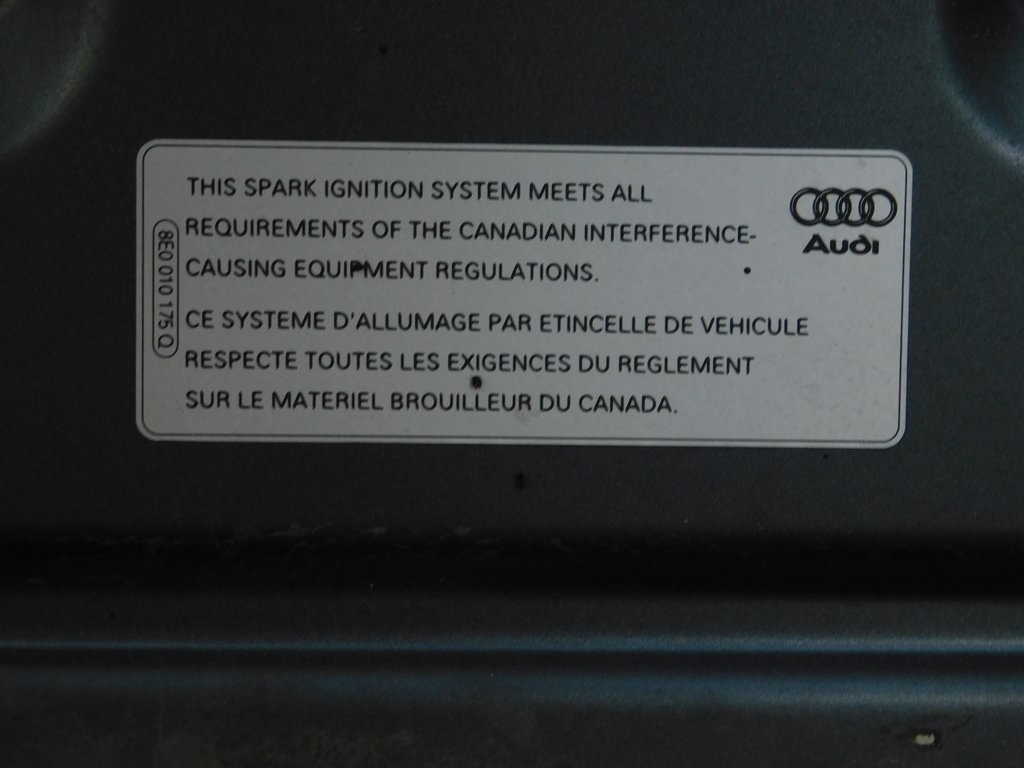 THIS SPARK IGNITION SYSTEM MEETS ALL
REQUIREMENTS OF THE CANADIAN INTERFERENCE-
CAUSING EQUIPMENT REGULATIONS.
CE SYSTEME D'ALLUMAGE PAR ETINCELLE DE VEHICULE
RESPECTE TOUTES LES EXIGENCES DU REGLEMENT
SUR LE MATERIEL BROUILLEUR DU CANADA.
8E0 010 175 Q
Audi